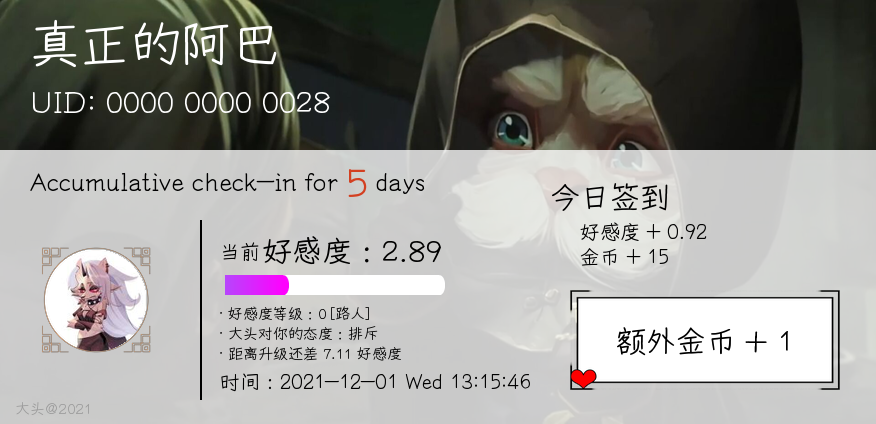 真正的阿巴
UID: 0000 0000 0028
Accumulative check-in for 5 days
当前好感度：2.89
·好感度等级：0[路人]
·大头对你的态度：排斥
·距离升级还差 7.11 好感度
时间：2021-12-01 Wed 13:15:46
今日签到
好感度 + 0.92
金币 + 15
额外金币 + 1
大头@2021